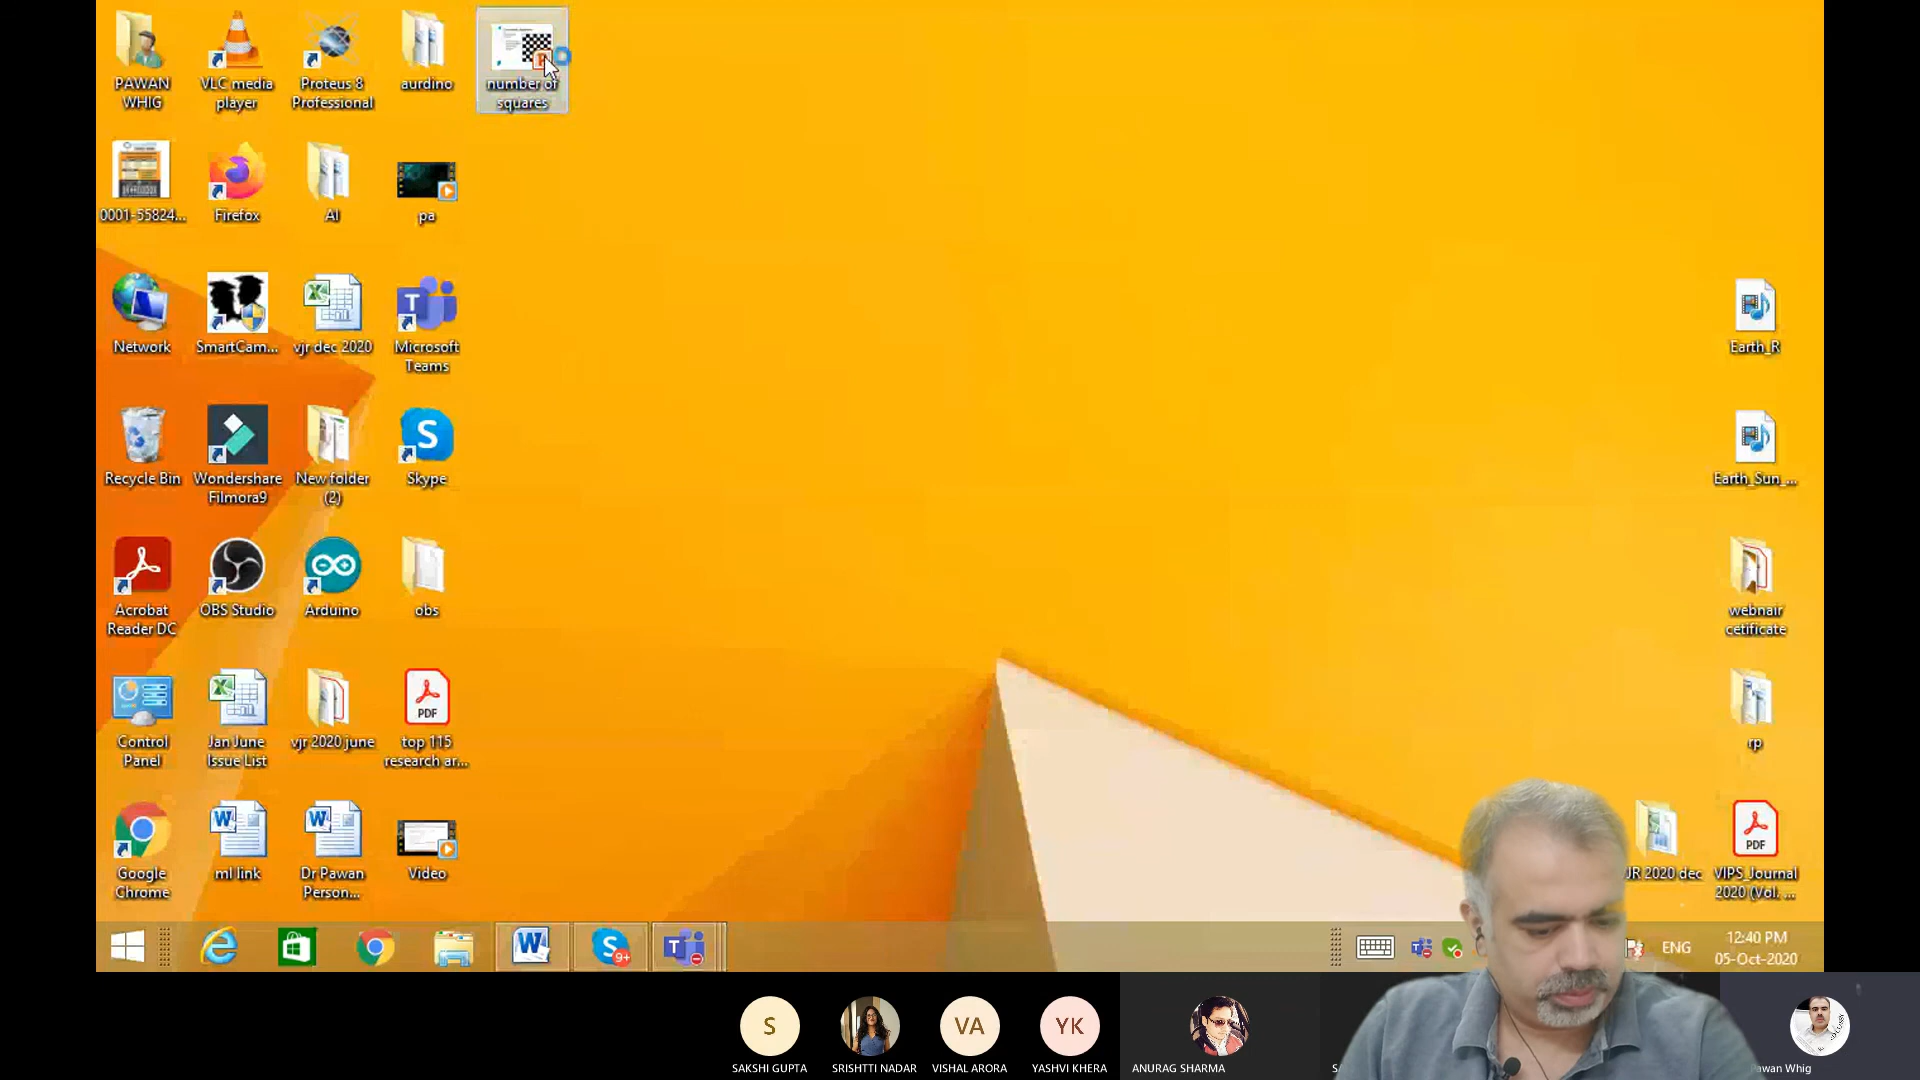 PAWAN
WHIG
VLC media
player
Proteus 8
Professional
aurdino
number of
squares
0001-55824...
Firefox
AI
pa
Network
SmartCam...
vjr dec 2020
Microsoft
Teams
Earth_R
Recycle Bin
Wondershare
Filmora9
New folder
(2)
Skype
Earth_Sun_...
Acrobat
Reader DC
OBS Studio
Arduino
obs
webnair
cetificate
Control
Panel
Jan June
Issue List
vjr 2020 june
PDF
top 115
research ar...
rp
Google
Chrome
ml link
Dr Pawan
Person...
Video
JR 2020 dec
PDF
VIPS_Journal
2020 (Vol. ...
9+
ENG
12:40 PM
05-Oct-2020
S
VA
YK
SAKSHI GUPTA
SRISHTTI NADAR
VISHAL ARORA
YASHVI KHERA
ANURAG SHARMA
S
awan Whig